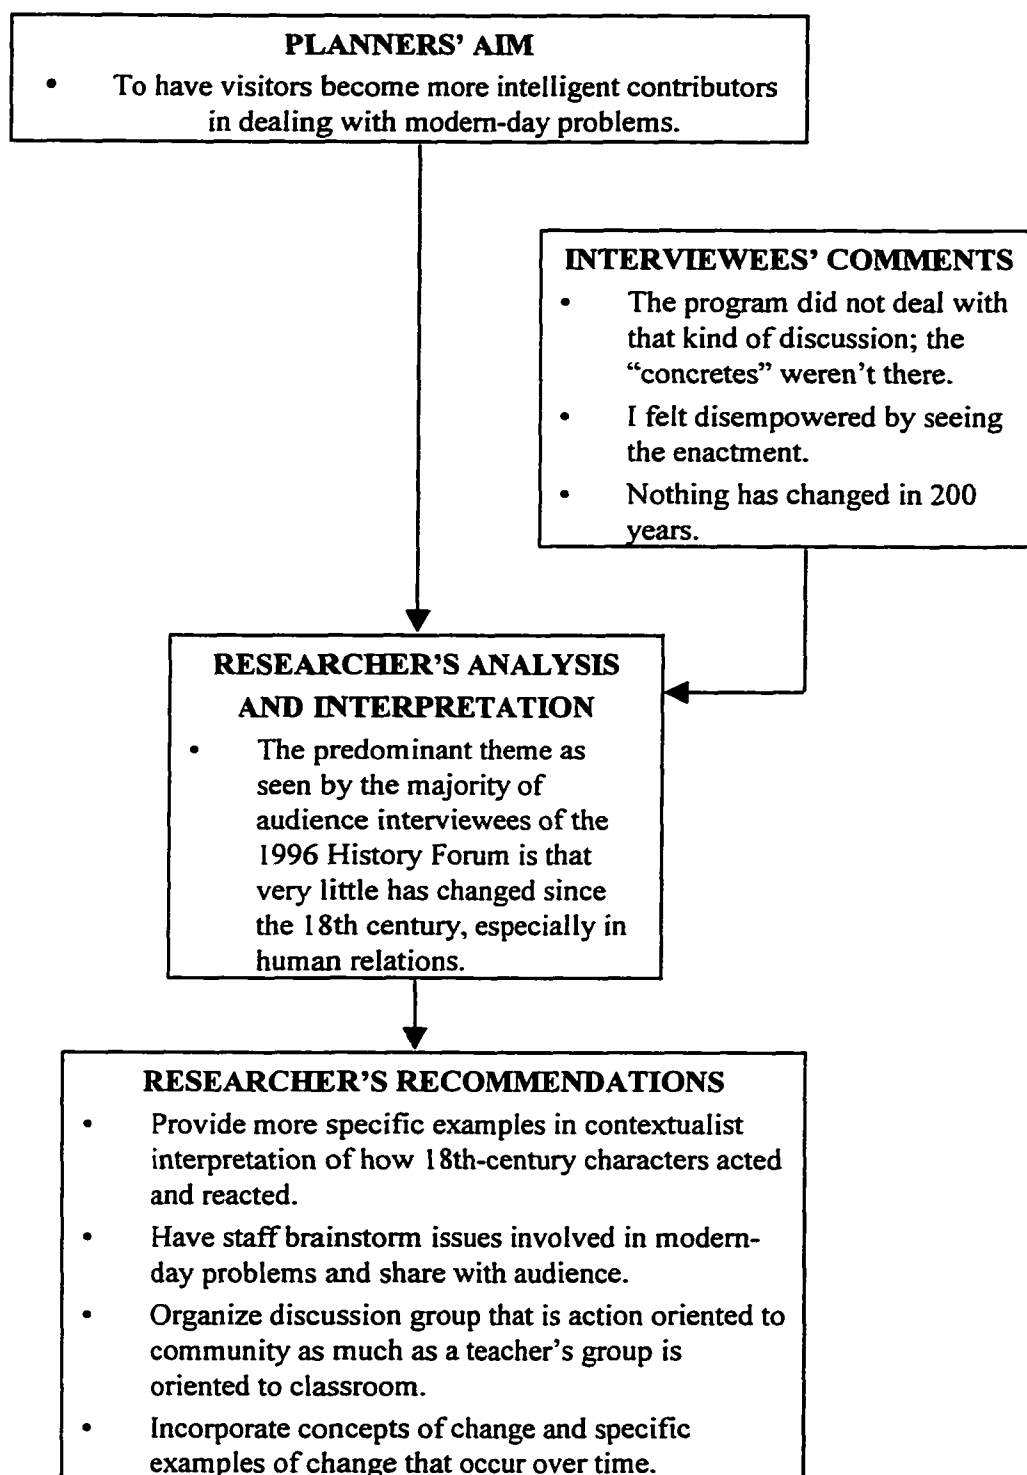 PLANNERS’ AIM
• To have visitors become more intelligent contributors
in dealing with modern-day problems.
INTERVIEWEES’ COMMENTS
• The program did not deal with
that kind of discussion; the
“concretes” weren't there.
• I felt disempowered by seeing
the enactment.
• Nothing has changed in 200
years.
RESEARCHER’S ANALYSIS
AND INTERPRETATION
• The predominant theme as
seen by the majority of
audience interviewees of the
1996 History Forum is that
very little has changed since
the 18th century, especially in
human relations.
RESEARCHER’S RECOMMENDATIONS
• Provide more specific examples in contextualist
interpretation of how 18th-century characters acted
and reacted.
• Have staff brainstorm issues involved in modern-
day problems and share with audience.
• Organize discussion group that is action oriented to
community as much as a teacher’s group is
oriented to classroom.
• Incorporate concepts of change and specific
examples of change that occur over time.